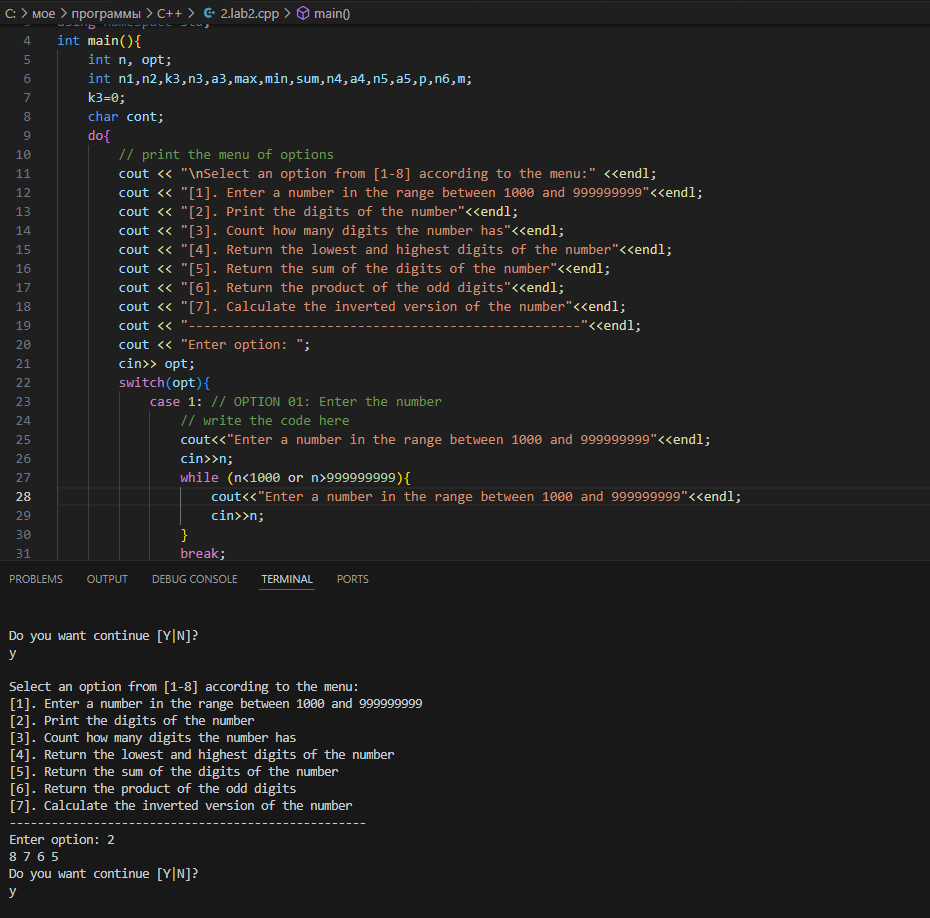 C: > мое > программы > C++ > 2.lab2.cpp > main()
using namespace std;
4 int main(){
5 int n, opt;
6 int n1,n2,k3,n3,a3,max,min,sum,n4,a4,n5,a5,p,n6,m;
7 k3=0;
8 char cont;
9 do{
10 // print the menu of options
11 cout << "\nSelect an option from [1-8] according to the menu:" <<endl;
12 cout << "[1]. Enter a number in the range between 1000 and 999999999"<<endl;
13 cout << "[2]. Print the digits of the number"<<endl;
14 cout << "[3]. Count how many digits the number has"<<endl;
15 cout << "[4]. Return the lowest and highest digits of the number"<<endl;
16 cout << "[5]. Return the sum of the digits of the number"<<endl;
17 cout << "[6]. Return the product of the odd digits"<<endl;
18 cout << "[7]. Calculate the inverted version of the number"<<endl;
19 cout << "---------------------------------------------------"<<endl;
20 cout << "Enter option: ";
21 cin>> opt;
22 switch(opt){
23 case 1: // OPTION 01: Enter the number
24 // write the code here
25 cout<<"Enter a number in the range between 1000 and 999999999"<<endl;
26 cin>>n;
27 while (n<1000 or n>999999999){
28 cout<<"Enter a number in the range between 1000 and 999999999"<<endl;
29 cin>>n;
30 }
31 break;
PROBLEMS OUTPUT DEBUG CONSOLE TERMINAL PORTS
Do you want continue [Y|N]?
y
Select an option from [1-8] according to the menu:
[1]. Enter a number in the range between 1000 and 999999999
[2]. Print the digits of the number
[3]. Count how many digits the number has
[4]. Return the lowest and highest digits of the number
[5]. Return the sum of the digits of the number
[6]. Return the product of the odd digits
[7]. Calculate the inverted version of the number
---------------------------------------------------
Enter option: 2
8 7 6 5
Do you want continue [Y|N]?
y